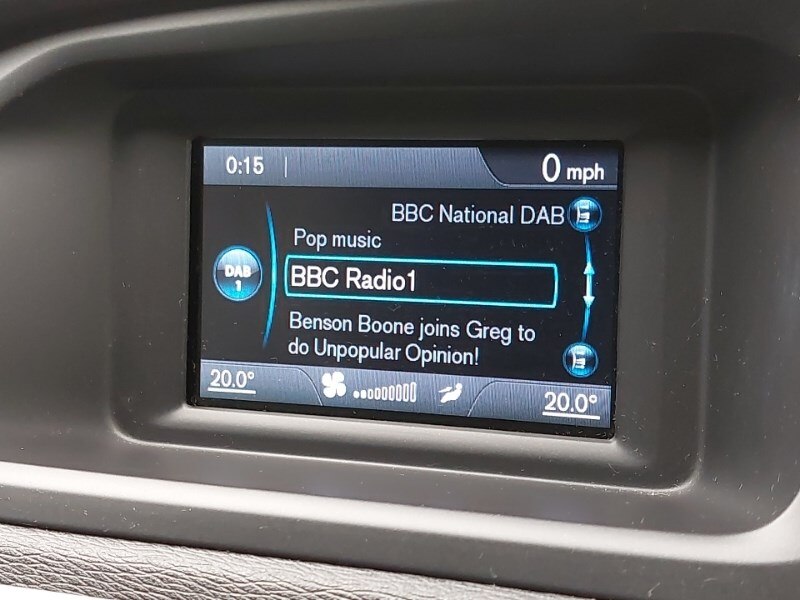 0:15
0 mph
BBC National DAB
Pop music
DAB
1
BBC Radio1
Benson Boone joins Greg to
do Unpopular Opinion!
20.0°
20.0°